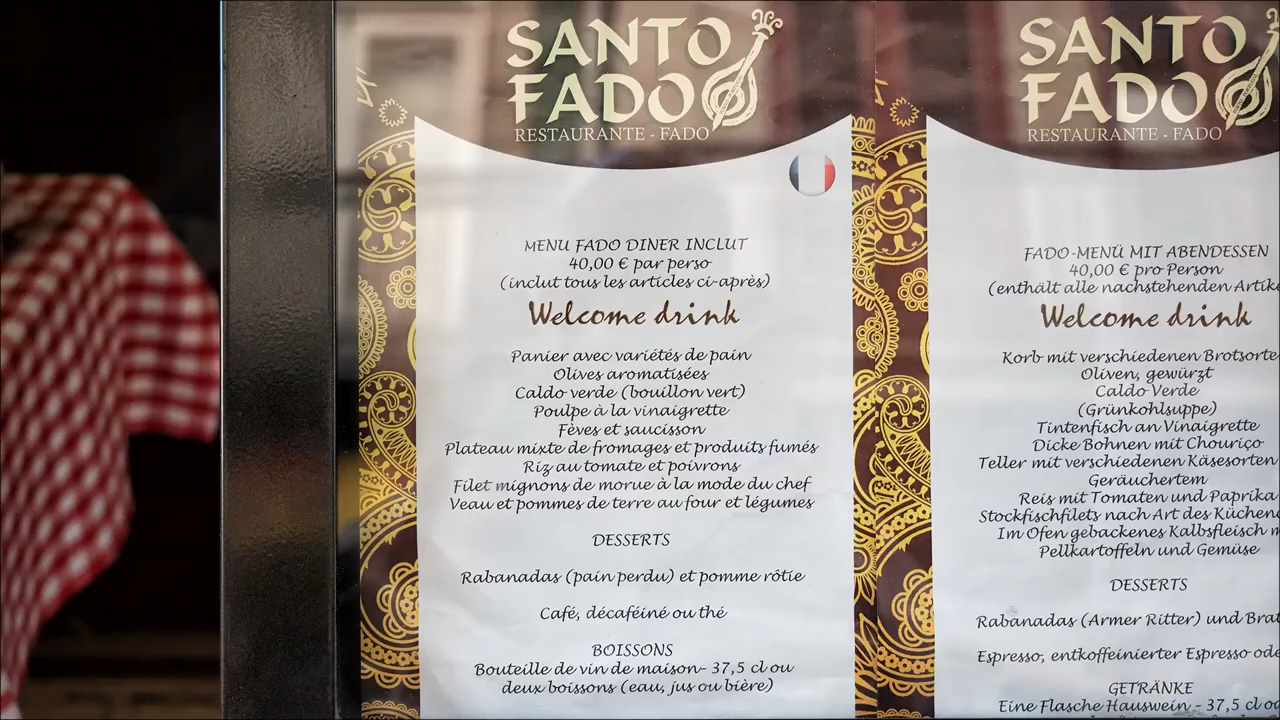 SANTO
FADO
RESTAURANTE - FADO
MENU FADO DINER INCLUT
40,00 € par perso
(inclut tous les articles ci-après)
Welcome drink
Panier avec variétés de pain
Olives aromatisées
Caldo verde (bouillon vert)
Poulpe à la vinaigrette
Fèves et saucisson
Plateau mixte de fromages et produits fumés
Riz au tomate et poivrons
Filet mignons de morue à la mode du chef
Veau et pommes de terre au four et légumes
DESSERTS
Rabanadas (pain perdu) et pomme rôtie
Café, décaféiné ou thé
BOISSONS
Bouteille de vin de maison- 37,5 cl ou
deux boissons (eau, jus ou bière)
SANTO
FADO
RESTAURANTE - FADO
FADO-MENÜ MIT ABENDESSEN
40,00 € pro Person
(enthält alle nachstehenden Artike
Welcome drink
Korb mit verschiedenen Brotsorte
Oliven, gewürzt
Caldo Verde
(Grünkohlsuppe)
Tintenfisch an Vinaigrette
Dicke Bohnen mit Chouriço
Teller mit verschiedenen Käsesorten
Geräuchertem
Reis mit Tomaten und Paprika
Stockfischfilets nach Art des Küchenc
Im Ofen gebackenes Kalbsfleisch m
Pellkartoffeln und Gemüse
DESSERTS
Rabanadas (Armer Ritter) und Bra
Espresso, entkoffeinierter Espresso ode
GETRÄNKE
Eine Flasche Hauswein - 37,5 cl o